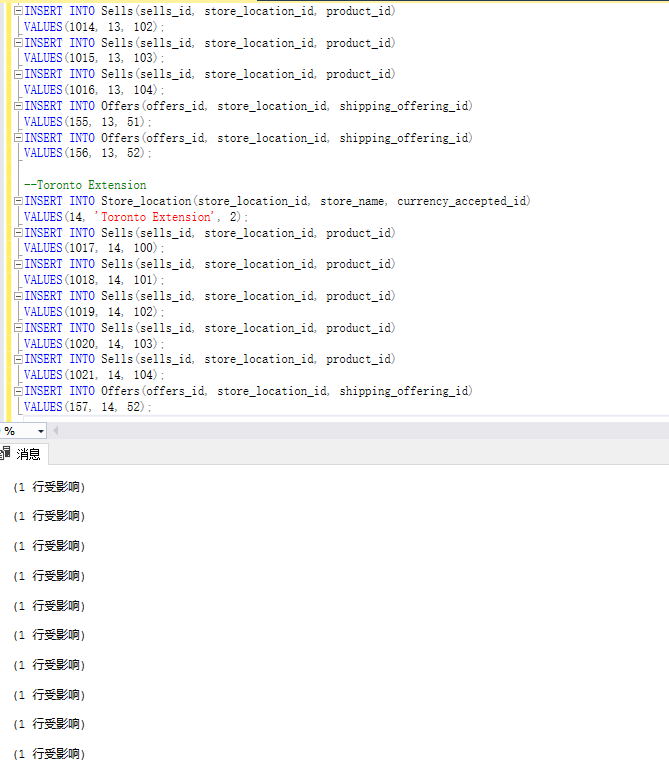 INSERT INTO Sells(sells_id, store_location_id, product_id)
VALUES(1014, 13, 102);
INSERT INTO Sells(sells_id, store_location_id, product_id)
VALUES(1015, 13, 103);
INSERT INTO Sells(sells_id, store_location_id, product_id)
VALUES(1016, 13, 104);
INSERT INTO Offers(offers_id, store_location_id, shipping_offering_id)
VALUES(155, 13, 51);
INSERT INTO Offers(offers_id, store_location_id, shipping_offering_id)
VALUES(156, 13, 52);
--Toronto Extension
INSERT INTO Store_location(store_location_id, store_name, currency_accepted_id)
VALUES(14, 'Toronto Extension', 2);
INSERT INTO Sells(sells_id, store_location_id, product_id)
VALUES(1017, 14, 100);
INSERT INTO Sells(sells_id, store_location_id, product_id)
VALUES(1018, 14, 101);
INSERT INTO Sells(sells_id, store_location_id, product_id)
VALUES(1019, 14, 102);
INSERT INTO Sells(sells_id, store_location_id, product_id)
VALUES(1020, 14, 103);
INSERT INTO Sells(sells_id, store_location_id, product_id)
VALUES(1021, 14, 104);
INSERT INTO Offers(offers_id, store_location_id, shipping_offering_id)
VALUES(157, 14, 52);
%
消息
(1 行受影响)
(1 行受影响)
(1 行受影响)
(1 行受影响)
(1 行受影响)
(1 行受影响)
(1 行受影响)
(1 行受影响)
(1 行受影响)
(1 行受影响)